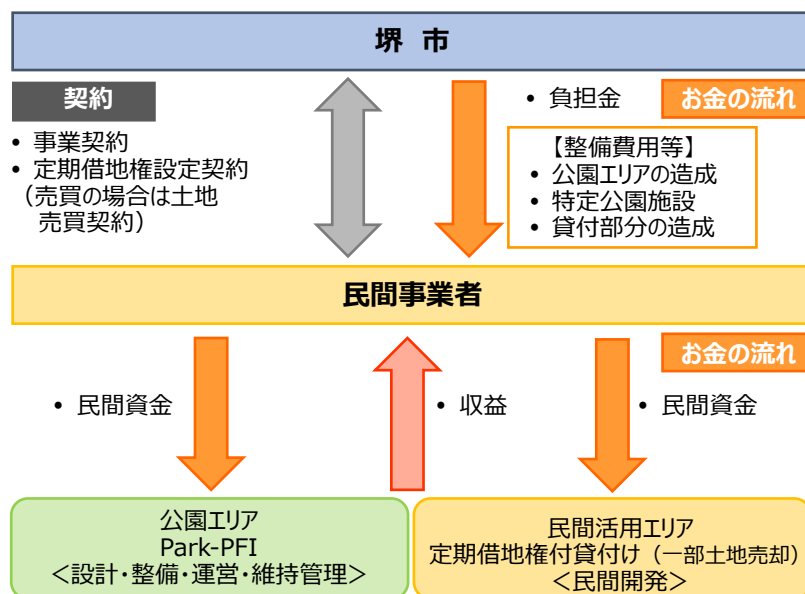 堺 市
契約
• 事業契約
• 定期借地権設定契約
（売買の場合は土地
売買契約）
• 負担金
お金の流れ
【整備費用等】
• 公園エリアの造成
• 特定公園施設
• 貸付部分の造成
民間事業者
お金の流れ
• 民間資金
• 収益
• 民間資金
公園エリア
Park-PFI
＜設計・整備・運営・維持管理＞
民間活用エリア
定期借地権付貸付け（一部土地売却）
＜民間開発＞